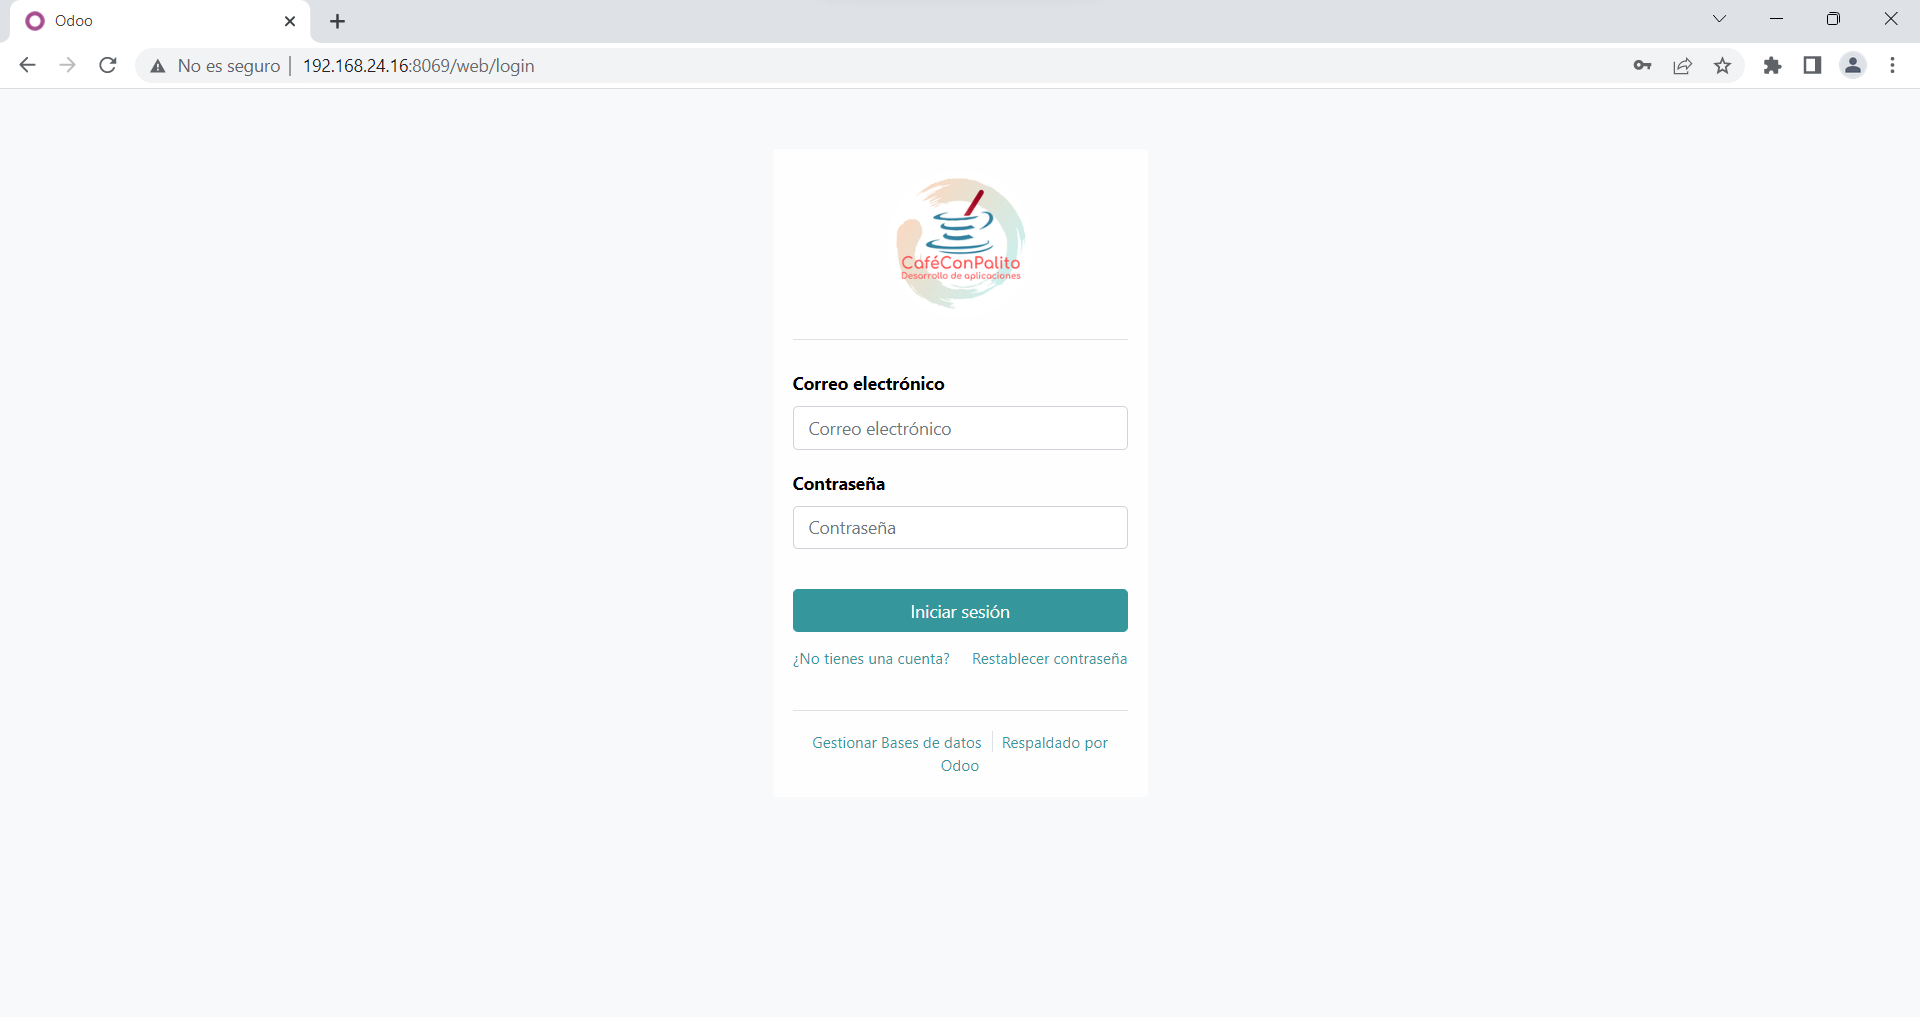 Odoo
No es seguro
192.168.24.16:8069/web/login
CaféConPalito
Desarrollo de aplicaciones
Correo electrónico
Correo electrónico
Contraseña
Contraseña
Iniciar sesión
¿No tienes una cuenta? Restablecer contraseña
Gestionar Bases de datos Respaldado por
Odoo